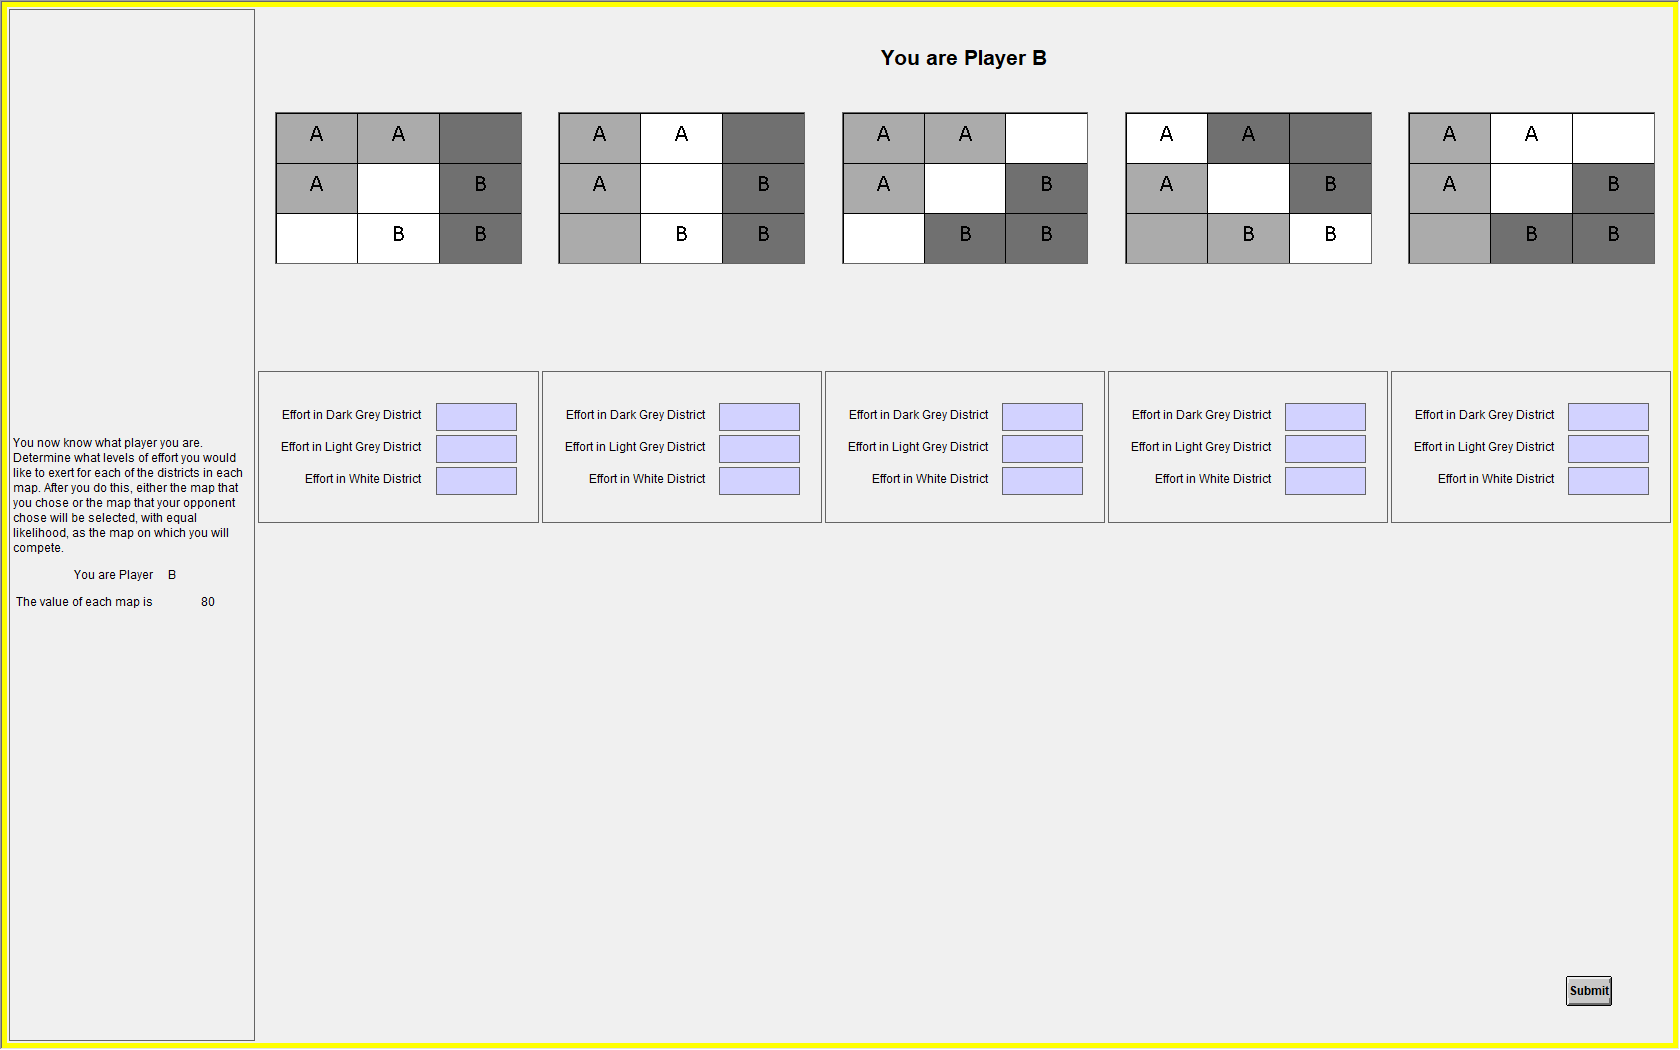 You are Player B
A A
A B
B B
A A
A B
B B
A A
A B
B B
A A
A B
B B
A A
A B
B B
Effort in Dark Grey District
Effort in Light Grey District
Effort in White District
Effort in Dark Grey District
Effort in Light Grey District
Effort in White District
Effort in Dark Grey District
Effort in Light Grey District
Effort in White District
Effort in Dark Grey District
Effort in Light Grey District
Effort in White District
Effort in Dark Grey District
Effort in Light Grey District
Effort in White District
You now know what player you are.
Determine what levels of effort you would
like to exert for each of the districts in each
map. After you do this, either the map that
you chose or the map that your opponent
chose will be selected, with equal
likelihood, as the map on which you will
compete.
You are Player B
The value of each map is 80
Submit